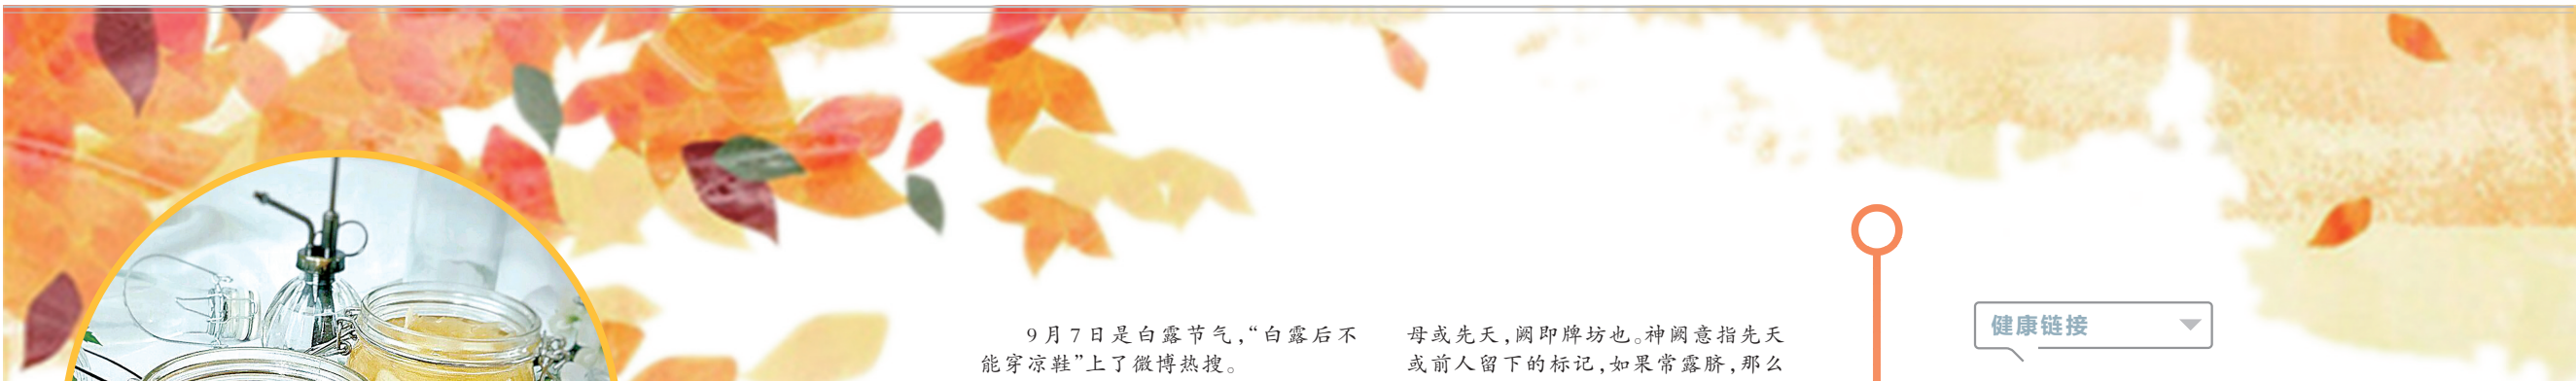 9月7日是白露节气,“白露后不
能穿凉鞋”上了微博热搜。
母或先天,阙即牌坊也。神阙意指先天
或前人留下的标记,如果常露脐,那么
健康链接